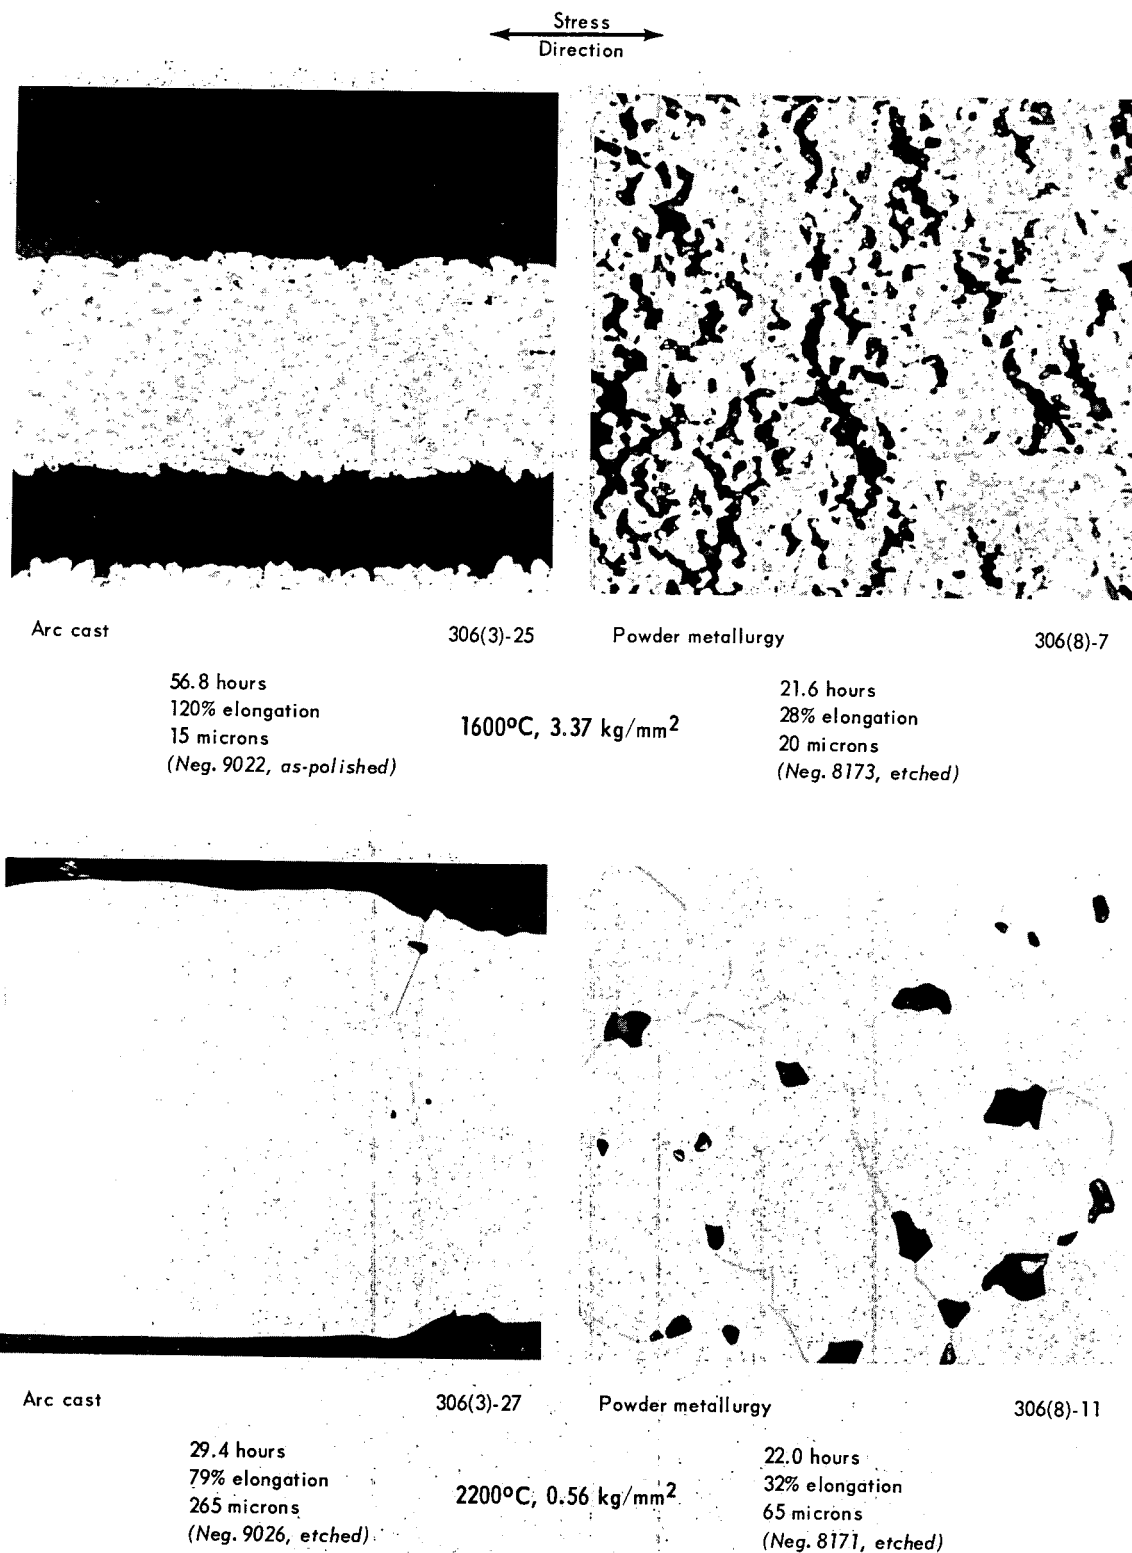 Stress
Direction
Arc cast 306(3)-25 Powder metallurgy 306(8)-7
56.8 hours
120% elongation
15 microns
(Neg. 9022, as-polished)
1600ºC, 3.37 kg/mm²
21.6 hours
28% elongation
20 microns
(Neg. 8173, etched)
Arc cast 306(3)-27 Powder metallurgy 306(8)-11
29.4 hours
79% elongation
265 microns
(Neg. 9026, etched)
2200ºC, 0.56 kg/mm²
22.0 hours
32% elongation
65 microns
(Neg. 8171, etched)